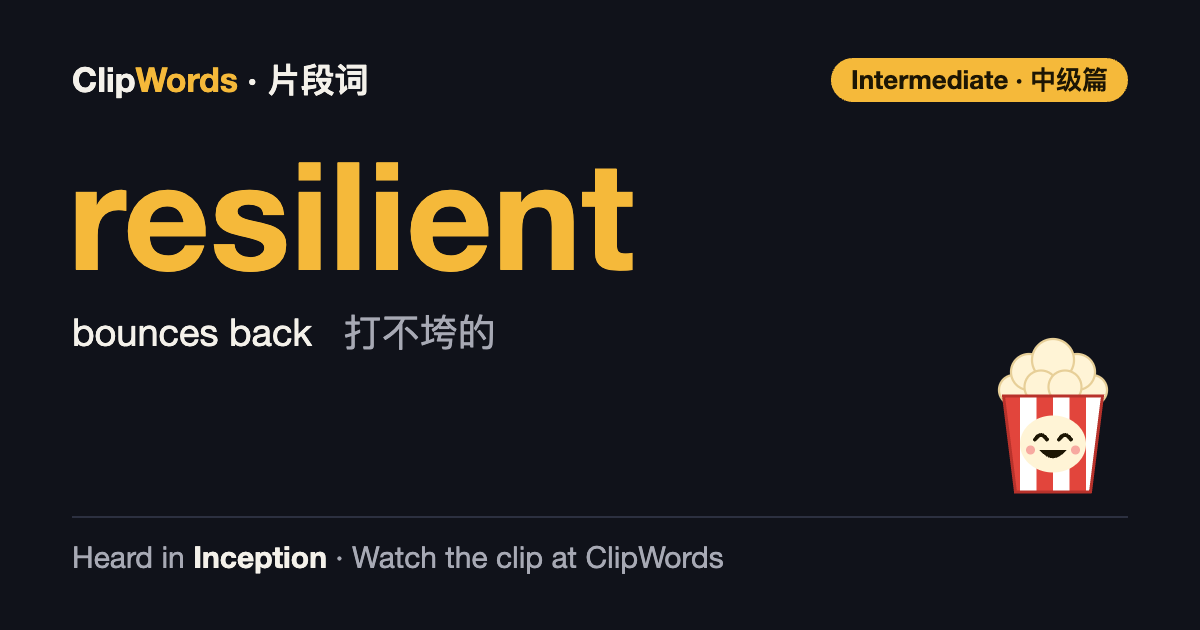 ClipWords · 片段词
Intermediate · 中级篇
resilient
bounces back 打不垮的
Heard in Inception · Watch the clip at ClipWords